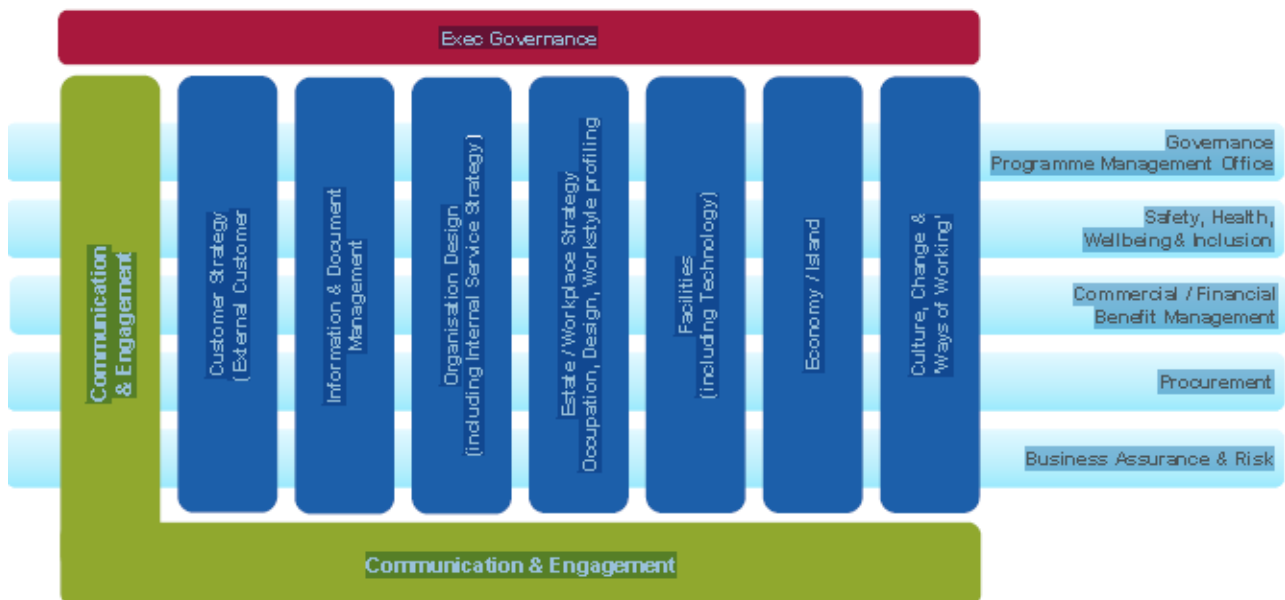 Exec Governance
Communication
& Engagement
Customer Strategy
(External Customer
Information & Document
Management
Organisation Design
(including Internal Service Strategy)
Estate / Workplace Strategy
Occupation, Design, Workstyle profiling
Facilities
(including Technology)
Economy / Island
Culture, Change &
Ways of Working'
Governance
Programme Management Office
Safety, Health,
Wellbeing & Inclusion
Commercial / Financial
Benefit Management
Procurement
Business Assurance & Risk
Communication & Engagement